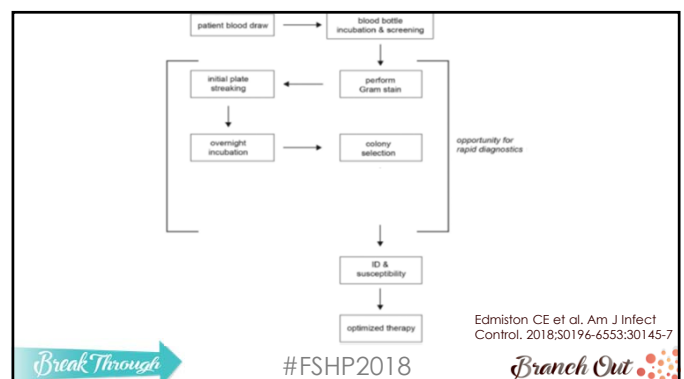 patient blood draw
blood bottle
incubation & screening
initial plate
streaking
perform
Gram stain
overnight
incubation
colony
selection
opportunity for
rapid diagnostics
ID &
susceptibility
optimized therapy
Edmiston CE et al. Am J Infect
Control. 2018;S0196-6553:30145-7
Break Through
#FSHP2018
Branch Out